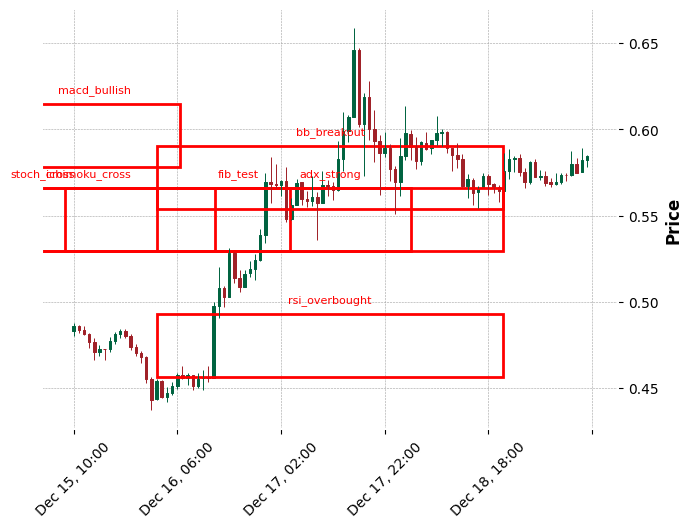 macd_bullish
bb_breakout
stoch_cross
ichimoku_cross
fib_test
adx_strong
rsi_overbought
0.65
0.60
0.55
0.50
0.45
Price
Dec 15, 10:00
Dec 16, 06:00
Dec 17, 02:00
Dec 17, 22:00
Dec 18, 18:00